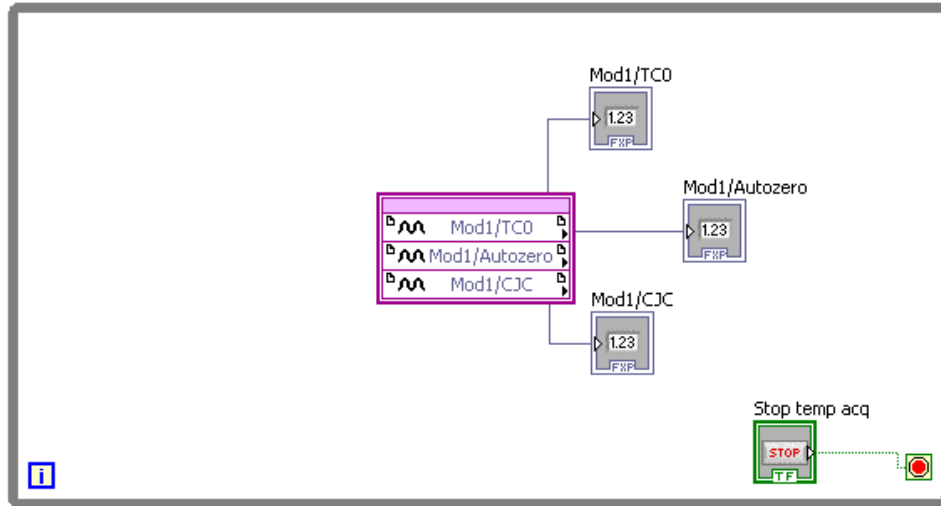 Mod1/TC0
1.23
FXP
Mod1/Autozero
1.23
FXP
Mod1/TC0
Mod1/Autozero
Mod1/CJC
Mod1/CJC
1.23
FXP
Stop temp acq
STOP
TF
i